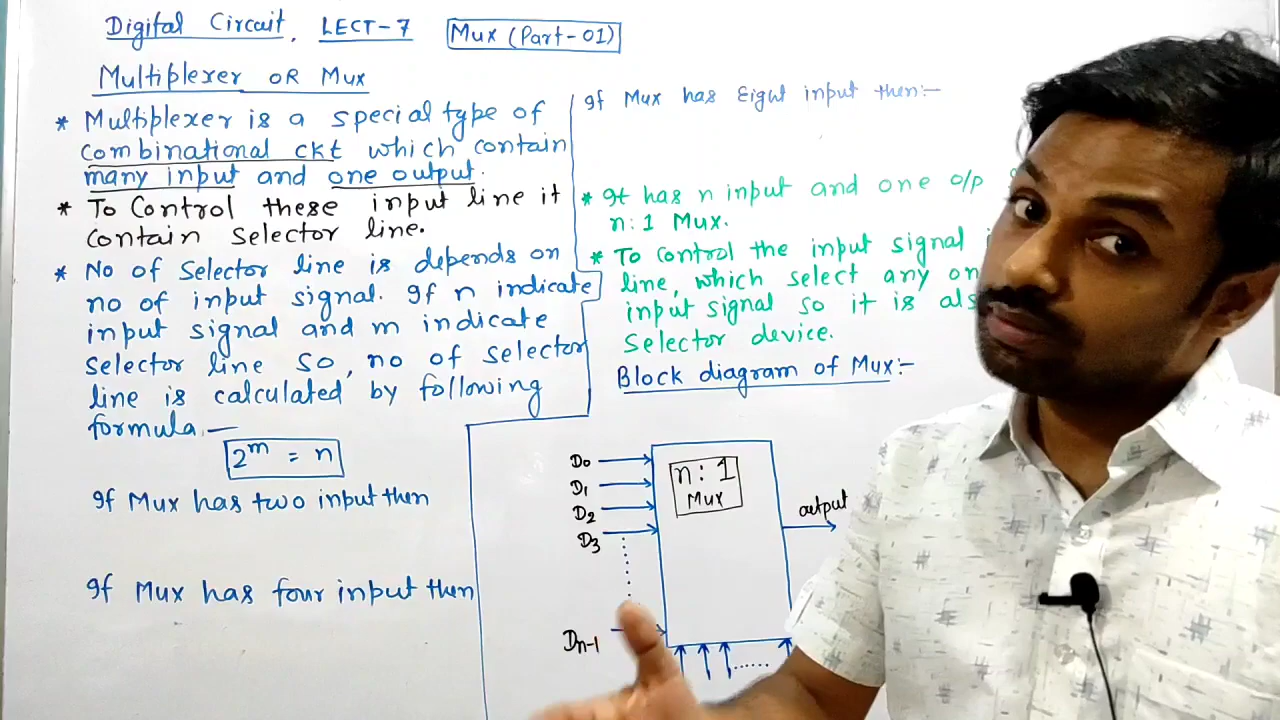 Digital Circuit, LECT-7 Mux (Part-01)
Multiplexer OR Mux
* Multiplexer is a special type of
combinational ckt which contain
many input and one output.
* To Control these input line it
contain selector line.
* No of selector line is depends on
no of input signal. If n indicate
input signal and m indicate
selector line so, no of selector
line is calculated by following
formula.—
2^m = n
If Mux has two input then
If Mux has four input then
If Mux has Eight input then:-
* It has n input and one o/p
n:1 Mux.
* To Control the input signal
line, which select any on
input signal so it is als
selector device.
Block diagram of Mux:-
D0
D1
D2
D3
Dn-1
n:1
Mux
output